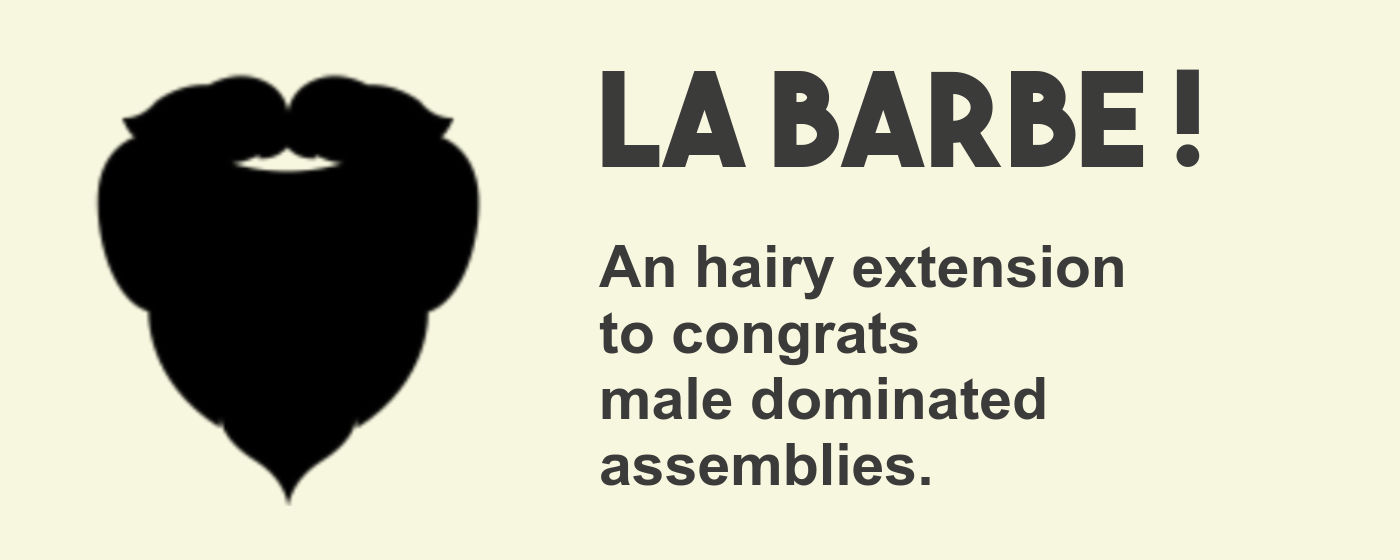 LA BARBE !
An hairy extension
to congrats
male dominated
assemblies.